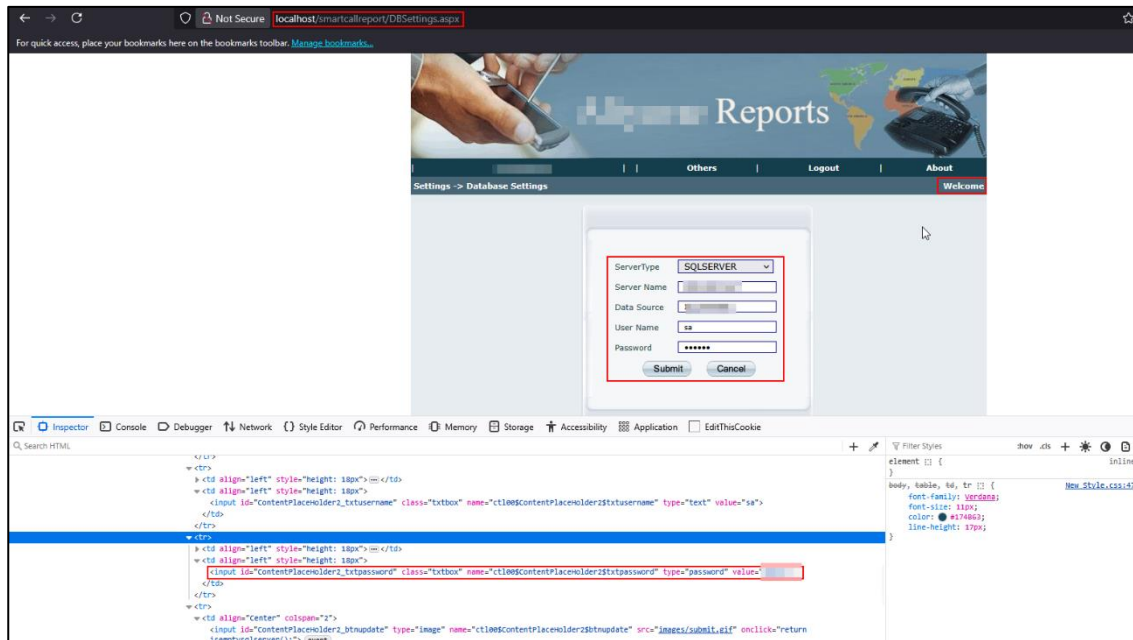 Not Secure localhost/smartcallreport/DBSettings.aspx
For quick access, place your bookmarks here on the bookmarks toolbar. Manage bookmarks...
Reports
| | | Others | Logout | About
Settings -> Database Settings Welcome
ServerType SQLSERVER
Server Name
Data Source
User Name sa
Password ••••••
Submit Cancel
Inspector Console Debugger Network {} Style Editor Performance Memory Storage Accessibility Application EditThisCookie
Search HTML + Filter Styles :hov .cls +
</tr>
<tr>
<td align="left" style="height: 18px"></td>
<td align="left" style="height: 18px">
<input id="ContentPlaceHolder2_txtusername" class="txtbox" name="ctl00$ContentPlaceHolder2$txtusername" type="text" value="sa">
</td>
</tr>
<tr>
<td align="left" style="height: 18px"></td>
<td align="left" style="height: 18px">
<input id="ContentPlaceHolder2_txtpassword" class="txtbox" name="ctl00$ContentPlaceHolder2$txtpassword" type="password" value="
</td>
</tr>
<tr>
<td align="Center" colspan="2">
<input id="ContentPlaceHolder2_btnupdate" type="image" name="ctl00$ContentPlaceHolder2$btnupdate" src="images/submit.gif" onclick="return
element { inline
}
body, table, td, tr { New Style.css:4
font-family: Verdana;
font-size: 11px;
color: #174B63;
line-height: 17px;
}